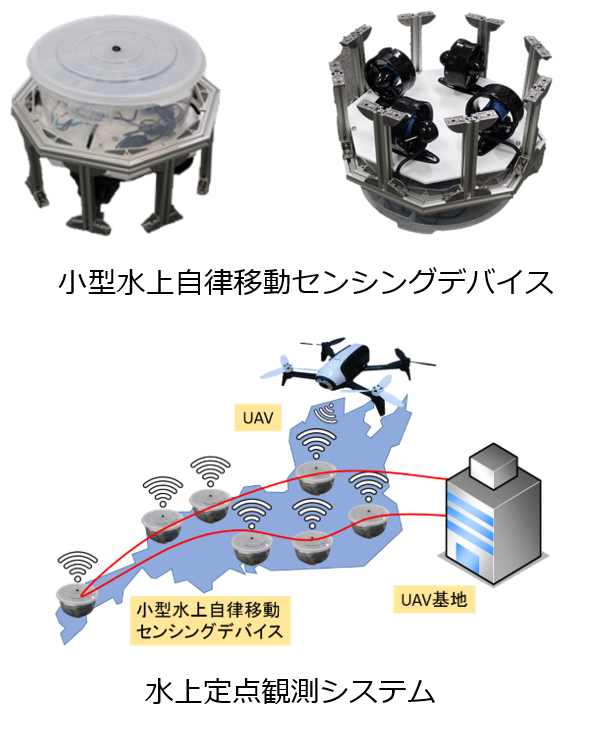 小型水上自律移動センシングデバイス
UAV
小型水上自律移動
センシングデバイス
UAV基地
水上定点観測システム